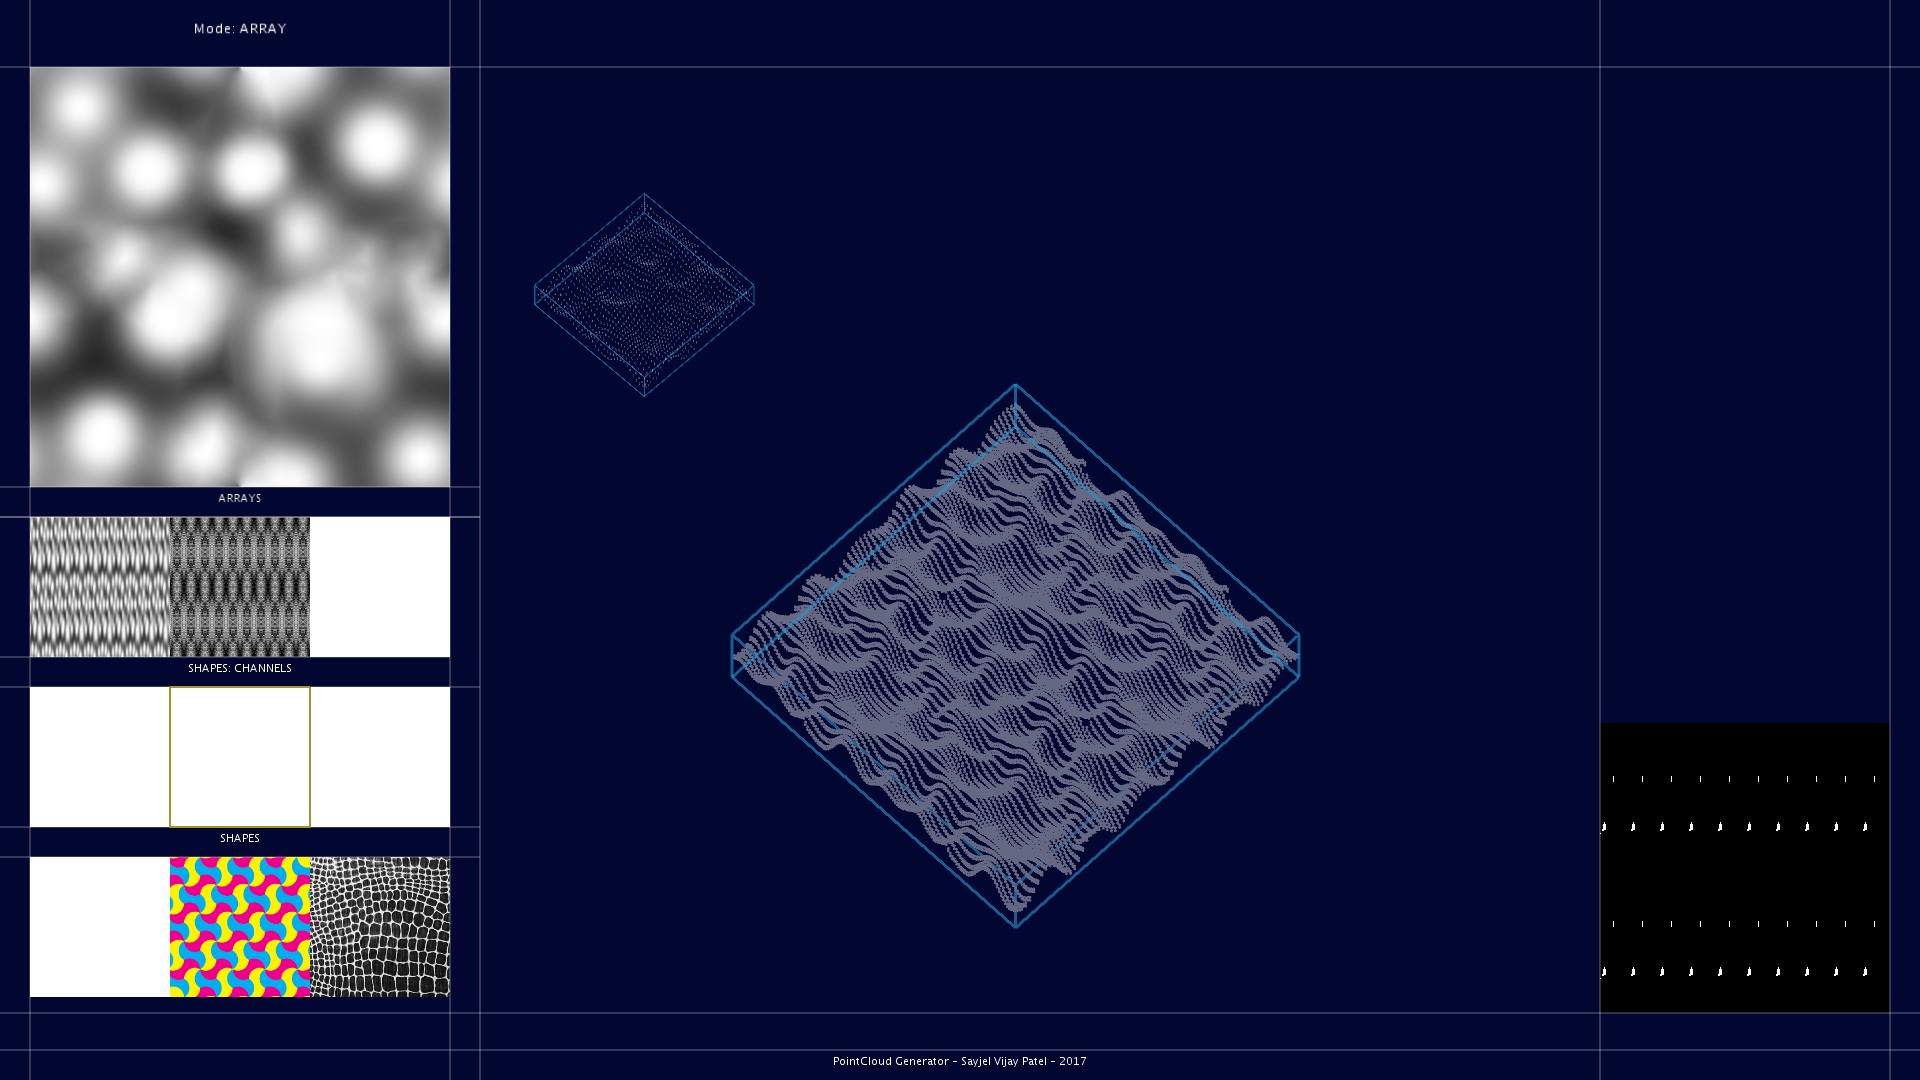 Mode: ARRAY
ARRAYS
SHAPES: CHANNELS
SHAPES
PointCloud Generator - Sayjel Vijay Patel - 2017